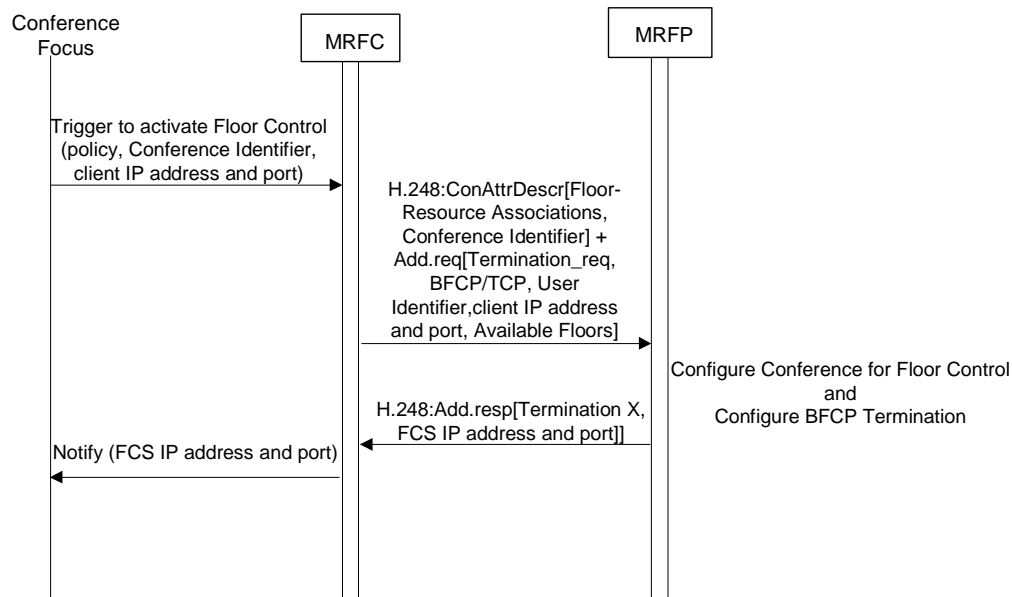 Conference
Focus
MRFC
MRFP
Trigger to activate Floor Control
(policy, Conference Identifier,
client IP address and port)
H.248:ConAttrDescr[Floor-
Resource Associations,
Conference Identifier] +
Add.req[Termination_req,
BFCP/TCP, User
Identifier,client IP address
and port, Available Floors]
Configure Conference for Floor Control
and
Configure BFCP Termination
H.248:Add.resp[Termination X,
FCS IP address and port]]
Notify (FCS IP address and port)